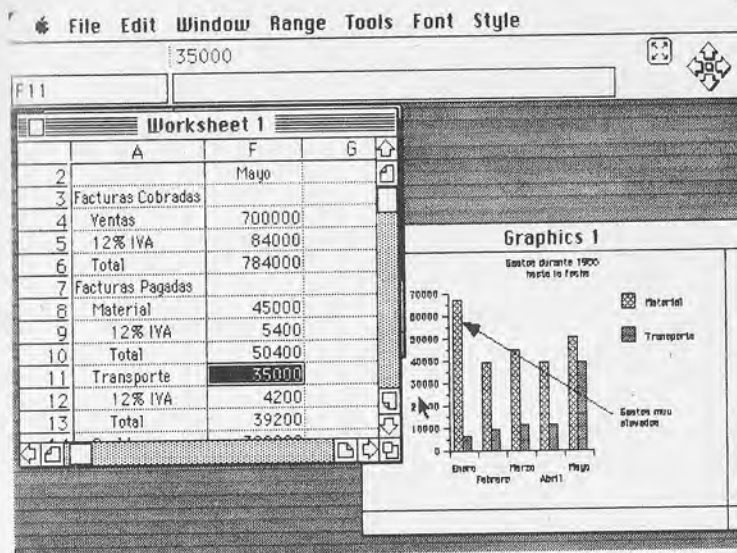 File Edit Window Range Tools Font Style
35000
F11
Worksheet 1
A F G
2 Mayo
3 Facturas Cobradas
4 Ventas 700000
5 12% IVA 84000
6 Total 784000
7 Facturas Pagadas
8 Material 45000
9 12% IVA 5400
10 Total 50400
11 Transporte 35000
12 12% IVA 4200
13 Total 39200
Graphics 1
Gastos durante
hasta la fecha
70000
60000
50000
40000
30000
10000
0
Material
Transporte
Gastos muy
elevados
Enero Marzo Mayo
Febrero Abril